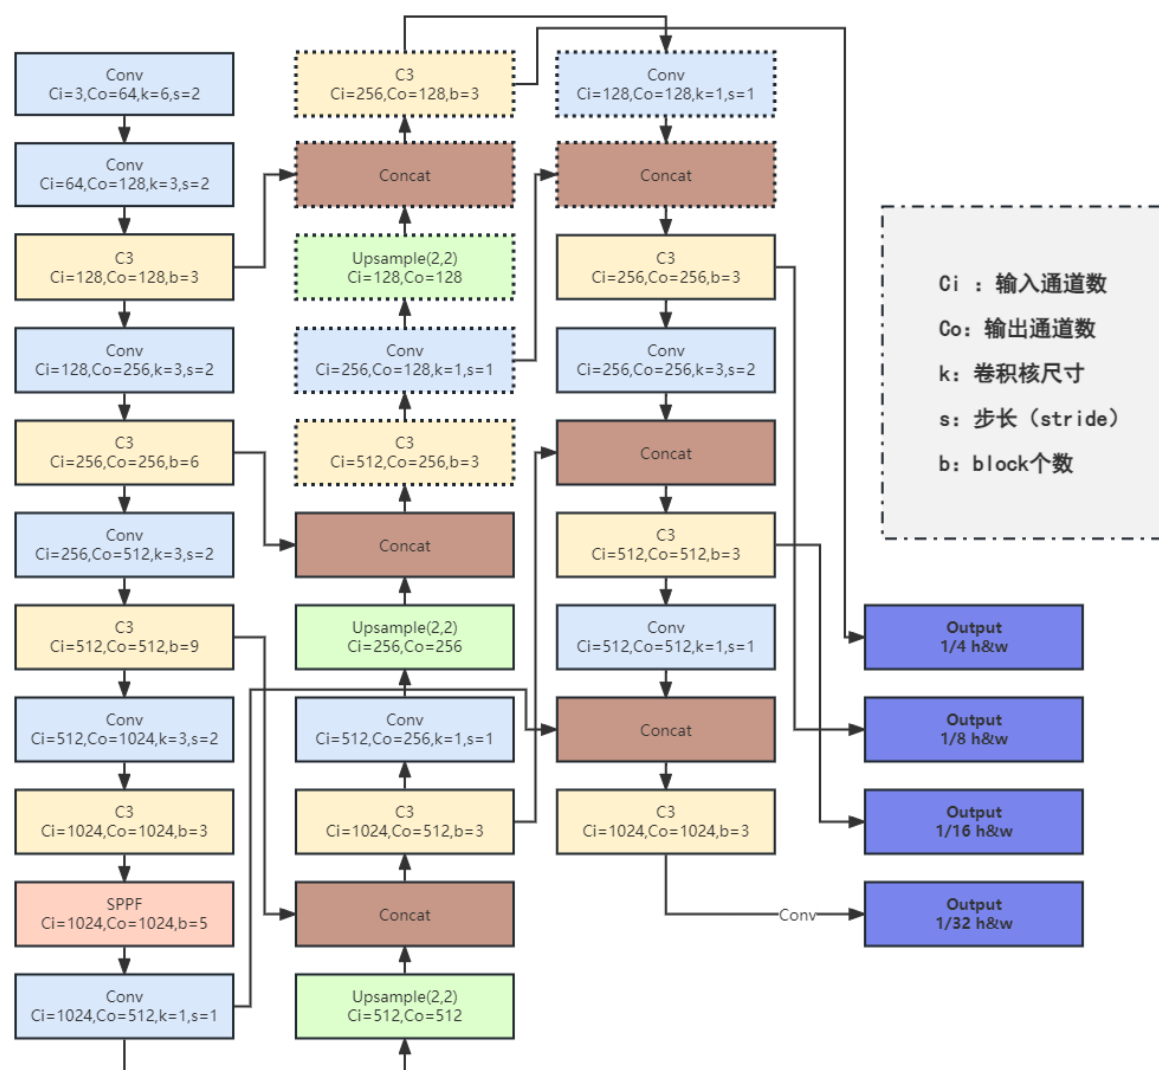 Conv
Ci=3,Co=64,k=6,s=2
Conv
Ci=64,Co=128,k=3,s=2
C3
Ci=128,Co=128,b=3
Conv
Ci=128,Co=256,k=3,s=2
C3
Ci=256,Co=256,b=6
Conv
Ci=256,Co=512,k=3,s=2
C3
Ci=512,Co=512,b=9
Conv
Ci=512,Co=1024,k=3,s=2
C3
Ci=1024,Co=1024,b=3
SPPF
Ci=1024,Co=1024,b=5
Conv
Ci=1024,Co=512,k=1,s=1
C3
Ci=256,Co=128,b=3
Concat
Upsample(2,2)
Ci=128,Co=128
Conv
Ci=256,Co=128,k=1,s=1
C3
Ci=512,Co=256,b=3
Concat
Upsample(2,2)
Ci=256,Co=256
Conv
Ci=512,Co=256,k=1,s=1
C3
Ci=1024,Co=512,b=3
Concat
Upsample(2,2)
Ci=512,Co=512
Conv
Ci=128,Co=128,k=1,s=1
Concat
C3
Ci=256,Co=256,b=3
Conv
Ci=256,Co=256,k=3,s=2
Concat
C3
Ci=512,Co=512,b=3
Conv
Ci=512,Co=512,k=1,s=1
Concat
C3
Ci=1024,Co=1024,b=3
Conv
Ci : 输入通道数
Co: 输出通道数
k: 卷积核尺寸
s: 步长（stride）
b: block个数
Output
1/4 h&w
Output
1/8 h&w
Output
1/16 h&w
Output
1/32 h&w